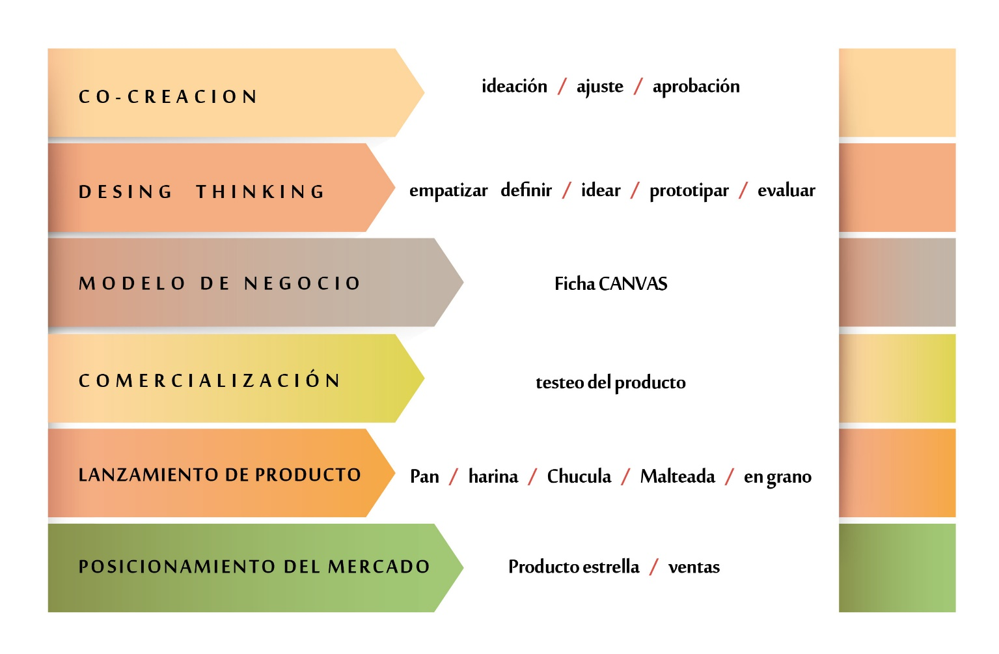 CO-CREACION
ideación / ajuste / aprobación
DESING THINKING
empatizar definir / idear / prototipar / evaluar
MODELO DE NEGOCIO
Ficha CANVAS
COMERCIALIZACIÓN
testeo del producto
LANZAMIENTO DE PRODUCTO
Pan / harina / Chucula / Malteada / en grano
POSICIONAMIENTO DEL MERCADO
Producto estrella / ventas